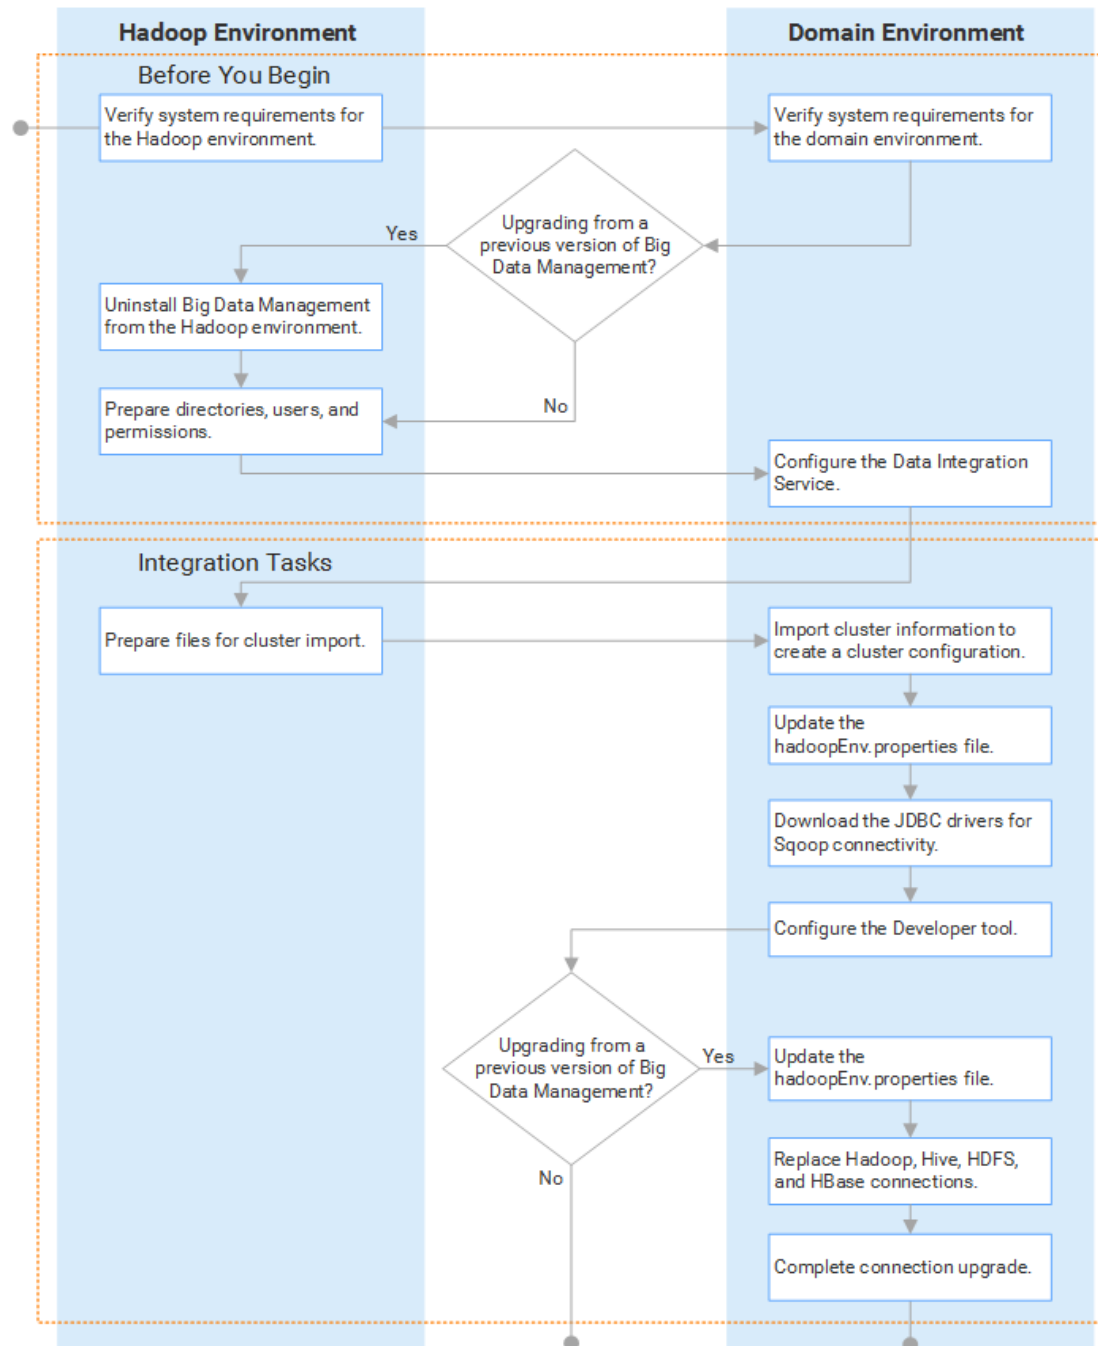 Hadoop Environment
Domain Environment
Before You Begin
Verify system requirements for
the Hadoop environment.
Verify system requirements for
the domain environment.
Upgrading from a
previous version of Big
Data Management?
Yes
Uninstall Big Data Management
from the Hadoop environment.
No
Prepare directories, users, and
permissions.
Configure the Data Integration
Service.
Integration Tasks
Prepare files for cluster import.
Import cluster information to
create a cluster configuration.
Update the
hadoopEnv.properties file.
Download the JDBC drivers for
Sqoop connectivity.
Configure the Developer tool.
Upgrading from a
previous version of Big
Data Management?
Yes
Update the
hadoopEnv.properties file.
No
Replace Hadoop, Hive, HDFS,
and HBase connections.
Complete connection upgrade.